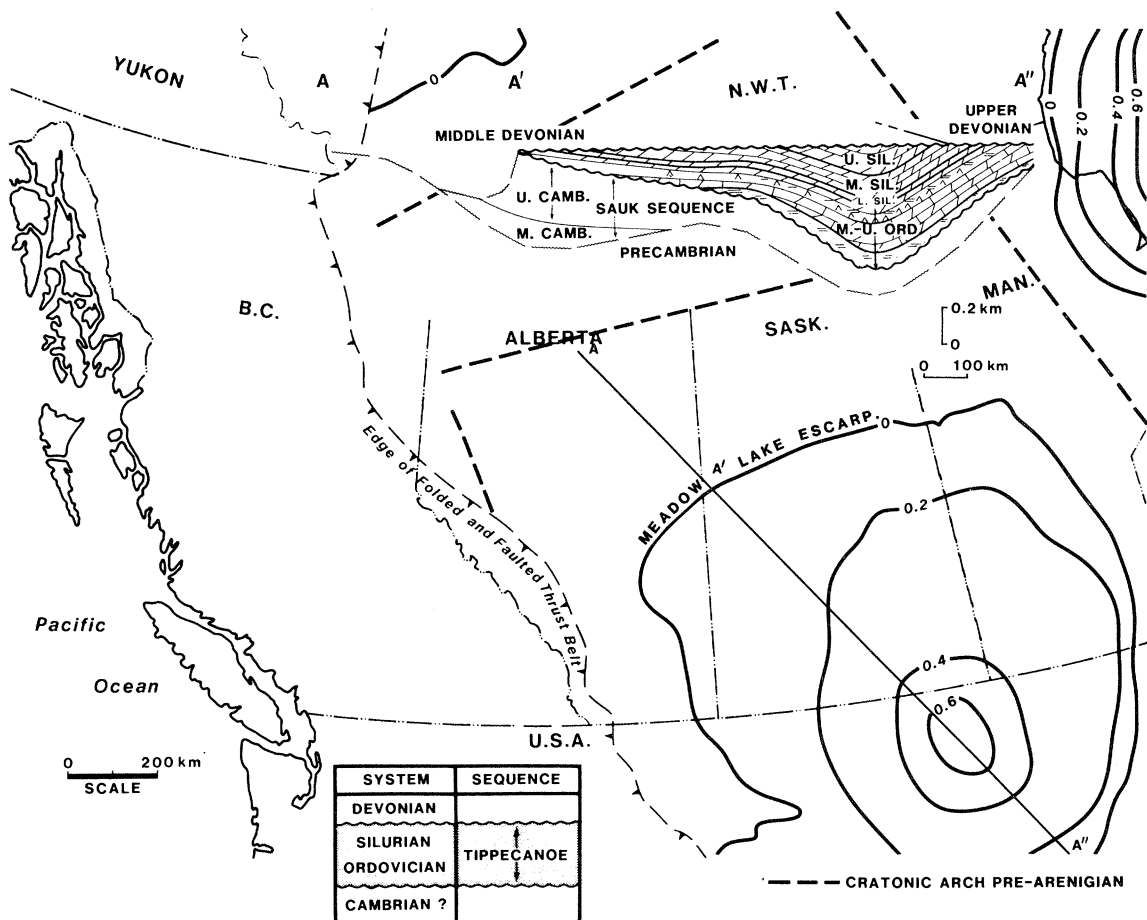 YUKON
A
0
A'
N.W.T.
A"
0
0.2
0.4
0.6
MIDDLE DEVONIAN
UPPER
DEVONIAN
U. SIL.
M. SIL.
L. SIL.
U. CAMB.
SAUK SEQUENCE
M.-U. ORD
M. CAMB.
PRECAMBRIAN
MAN.
B.C.
0.2 km
0
SASK.
ALBERTA
A
0 100 km
Edge of Folded and Faulted Thrust Belt
MEADOW A' LAKE ESCARP.
0
0.2
0.4
0.6
Pacific
Ocean
U.S.A.
0 200 km
SCALE
SYSTEM SEQUENCE
DEVONIAN
SILURIAN
ORDOVICIAN
TIPPECANOE
CAMBRIAN ?
A"
CRATONIC ARCH PRE-ARENIGIAN